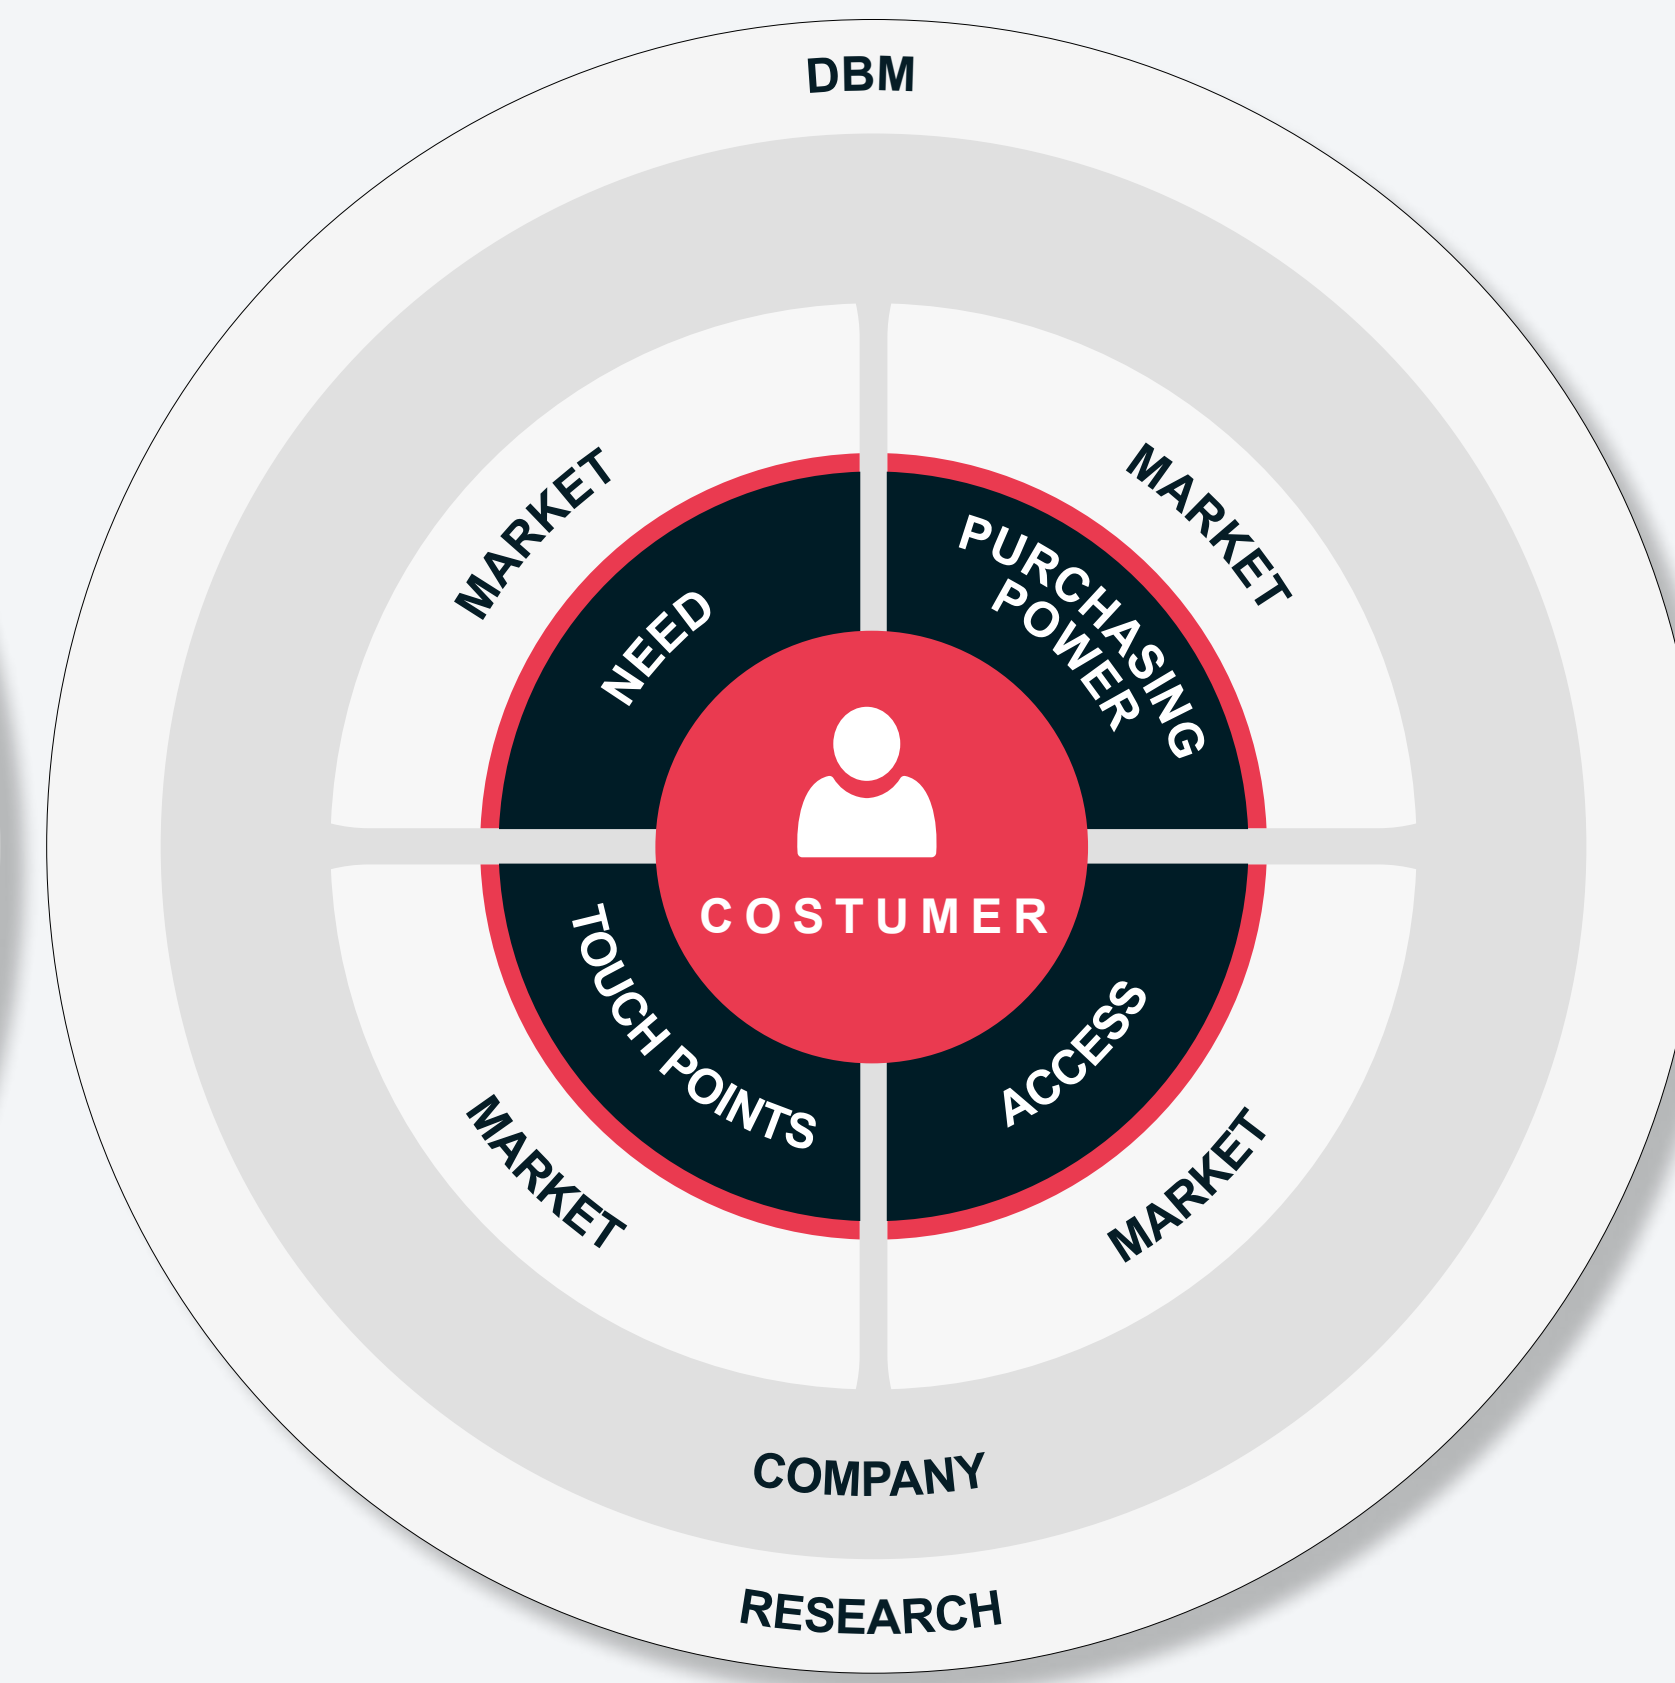 DBM
MARKET
MARKET
NEED
PURCHASING
POWER
COSTUMER
TOUCH POINTS
ACCESS
MARKET
MARKET
COMPANY
RESEARCH